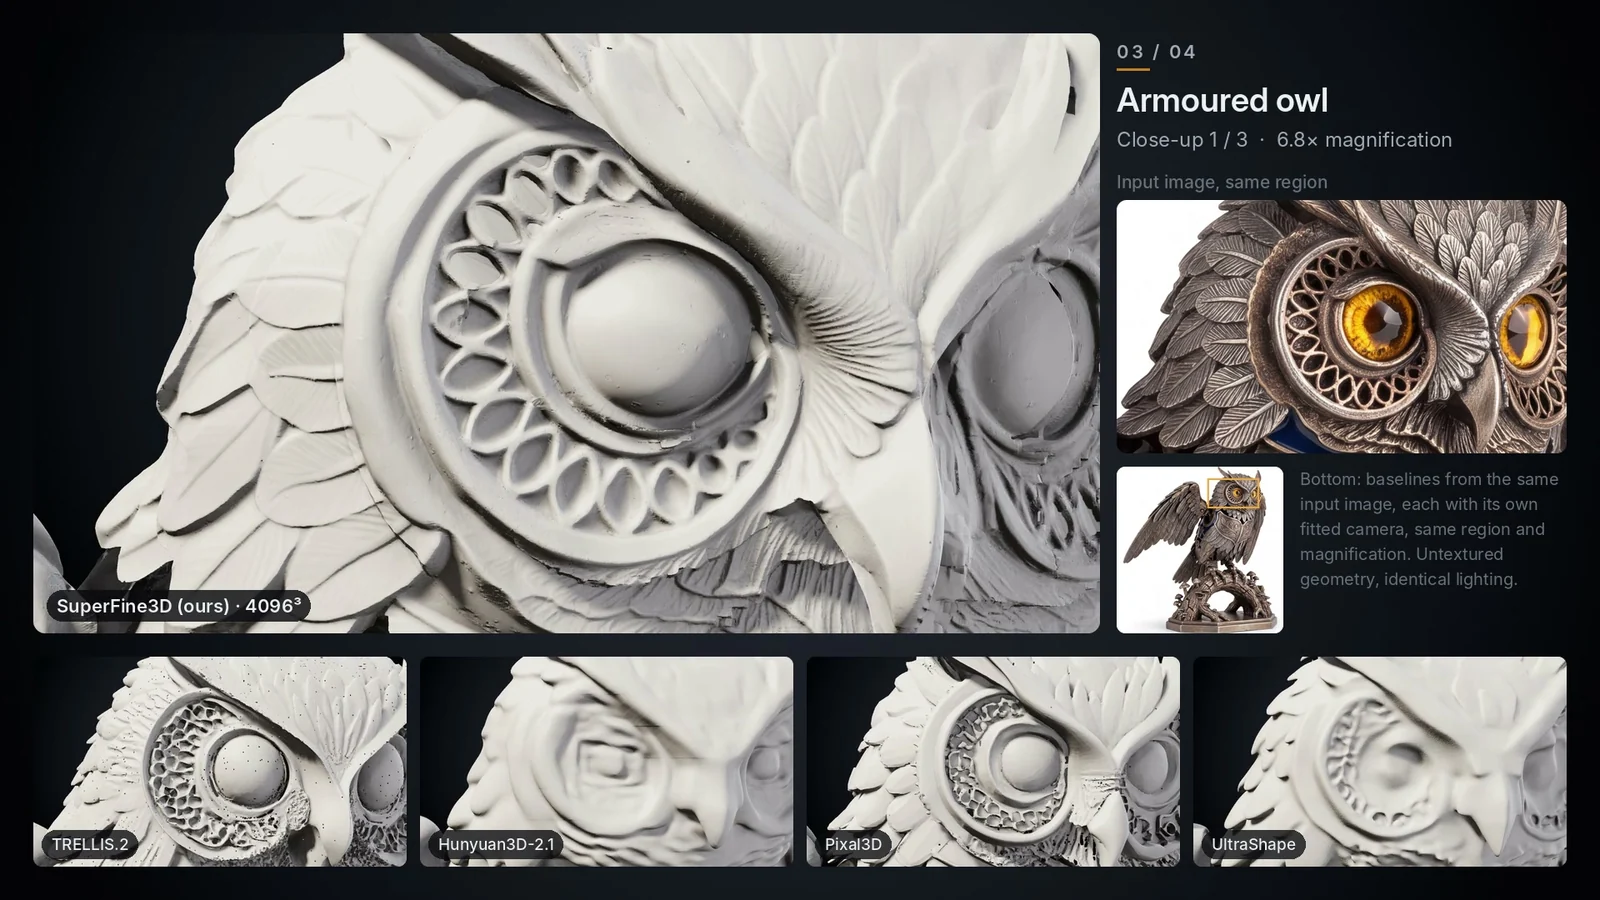 03 / 04
Armoured owl
Close-up 1 / 3 · 6.8× magnification
Input image, same region
Bottom: baselines from the same
input image, each with its own
fitted camera, same region and
magnification. Untextured
geometry, identical lighting.
SuperFine3D (ours) · 4096³
TRELLIS.2
Hunyuan3D-2.1
Pixal3D
UltraShape